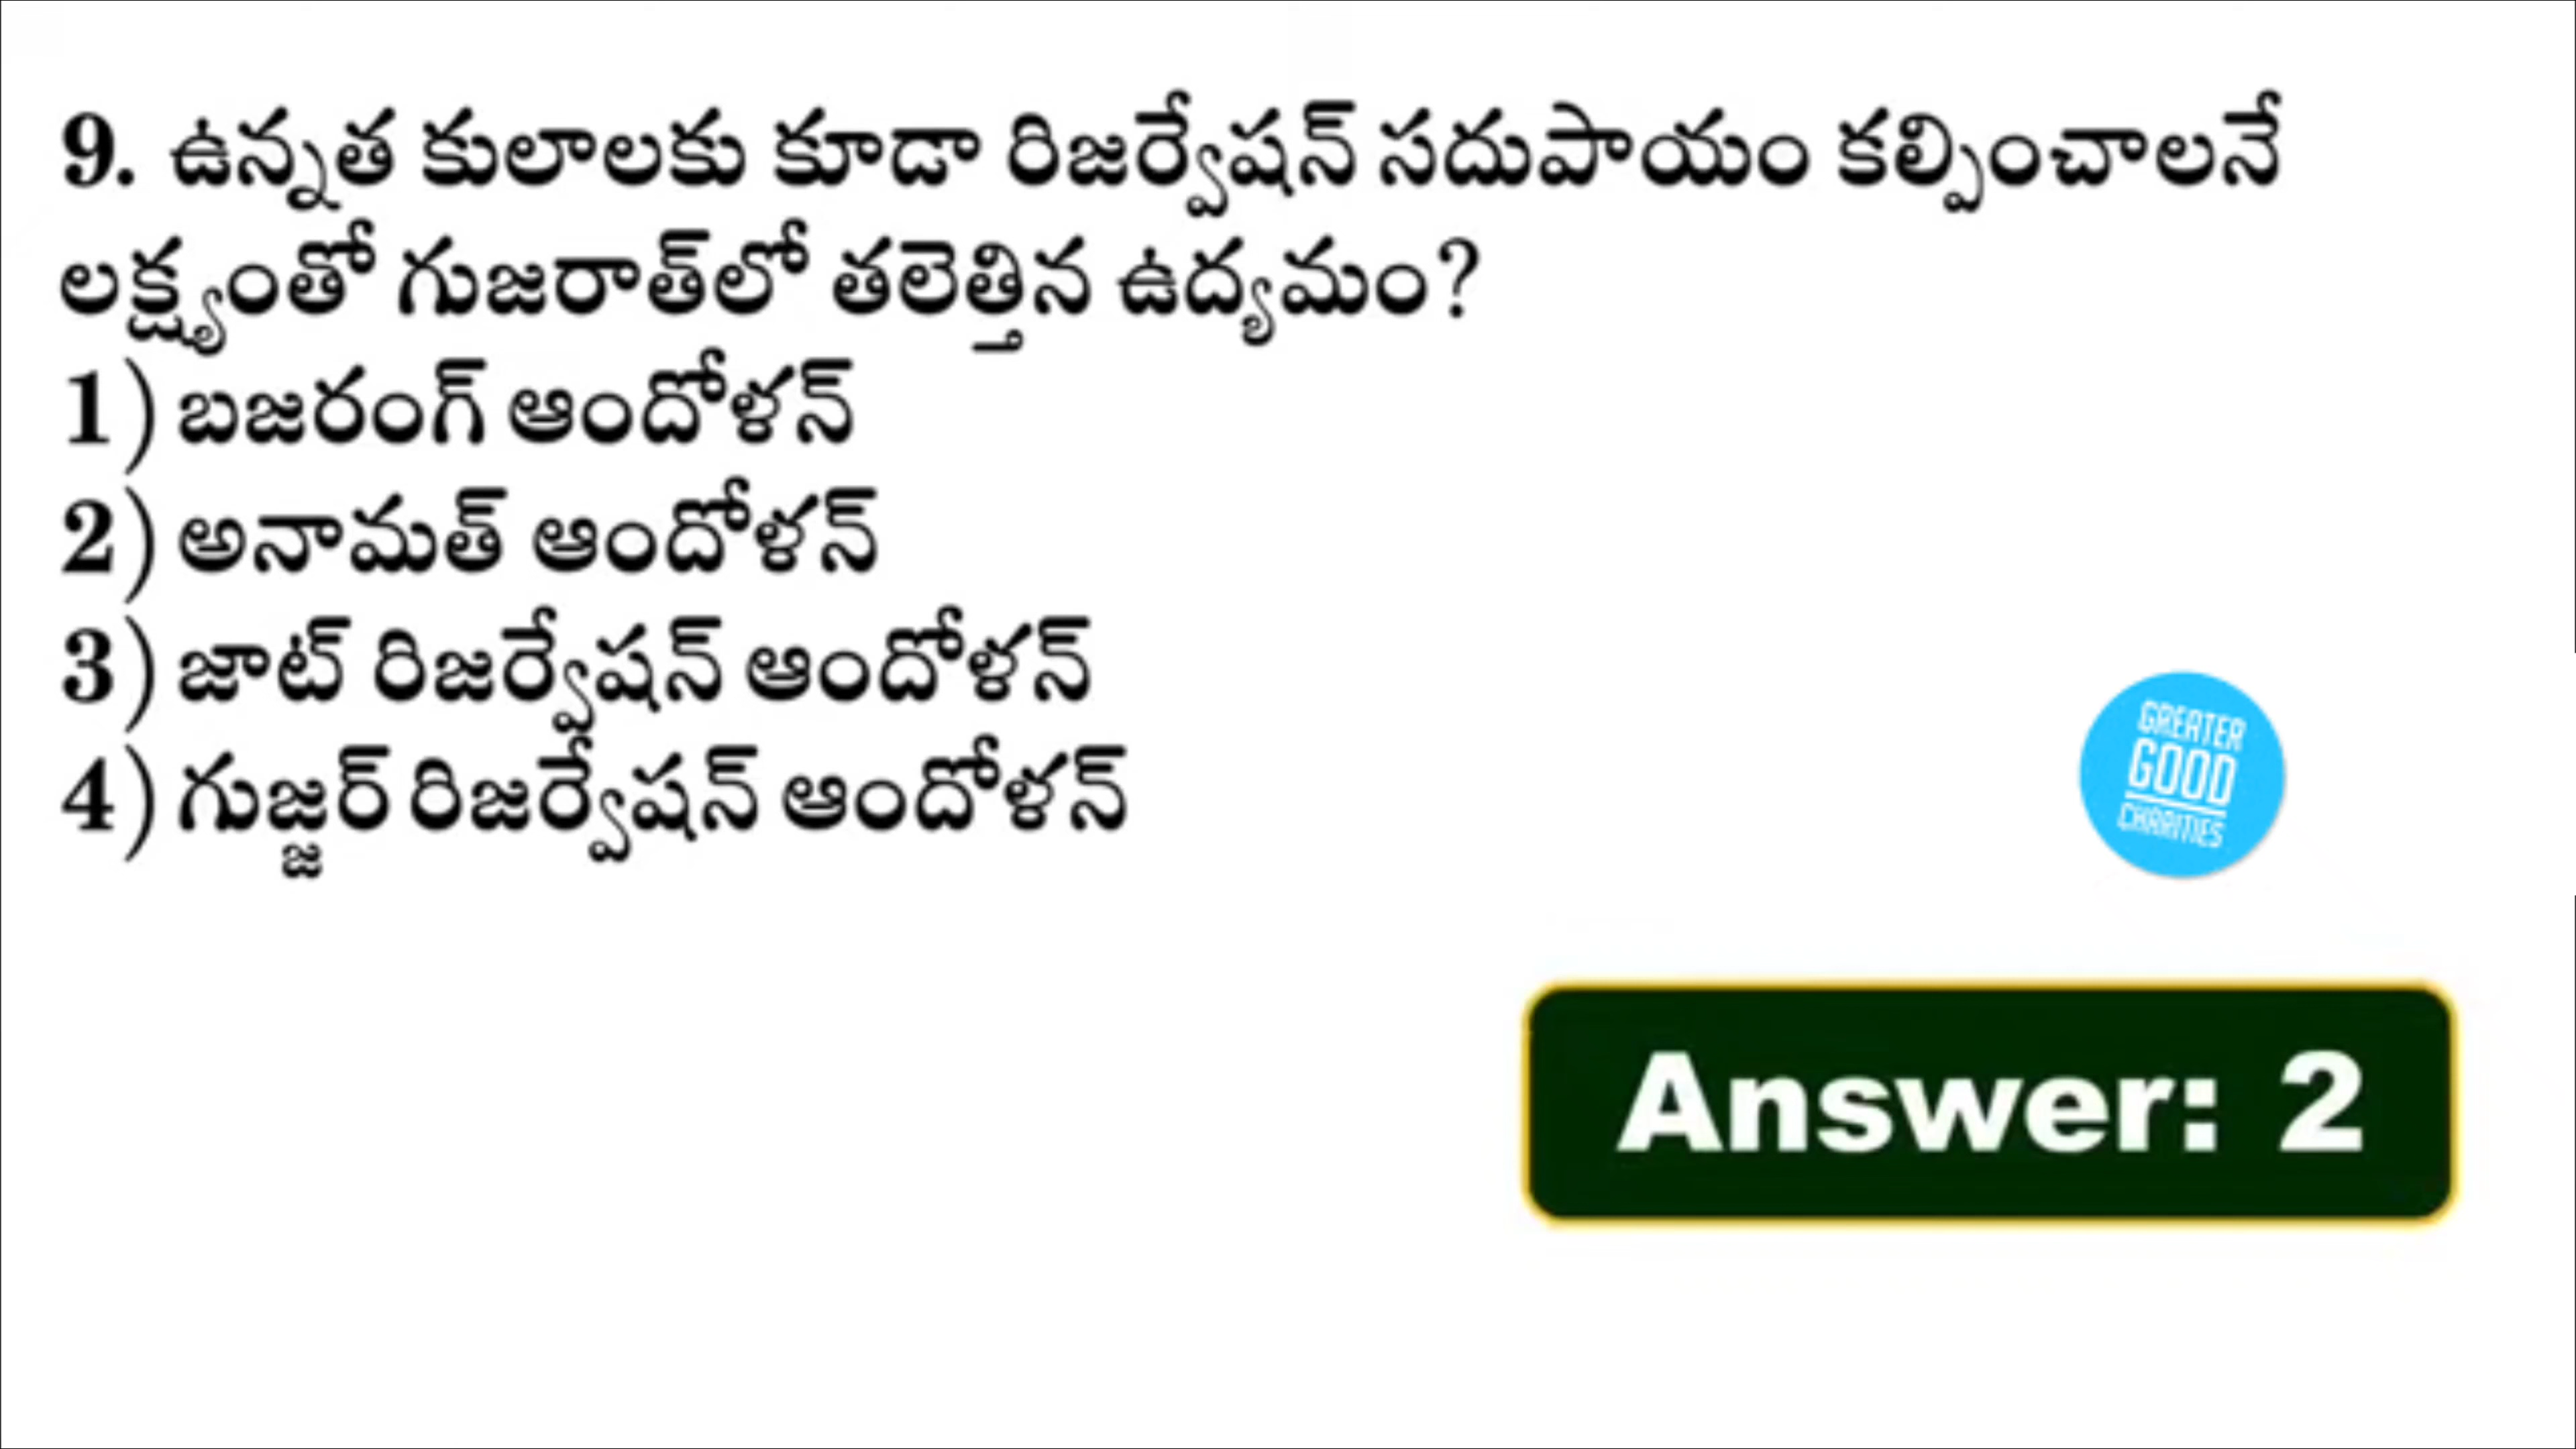 9. ఉన్నత కులాలకు కూడా రిజర్వేషన్ సదుపాయం కల్పించాలనే
లక్ష్యంతో గుజరాత్‌లో తలెత్తిన ఉద్యమం?
1) బజరంగ్ ఆందోళన్
2) అనామత్ ఆందోళన్
3) జాట్ రిజర్వేషన్ ఆందోళన్
4) గుజ్జర్ రిజర్వేషన్ ఆందోళన్
GREATER
GOOD
CHARITIES
Answer: 2